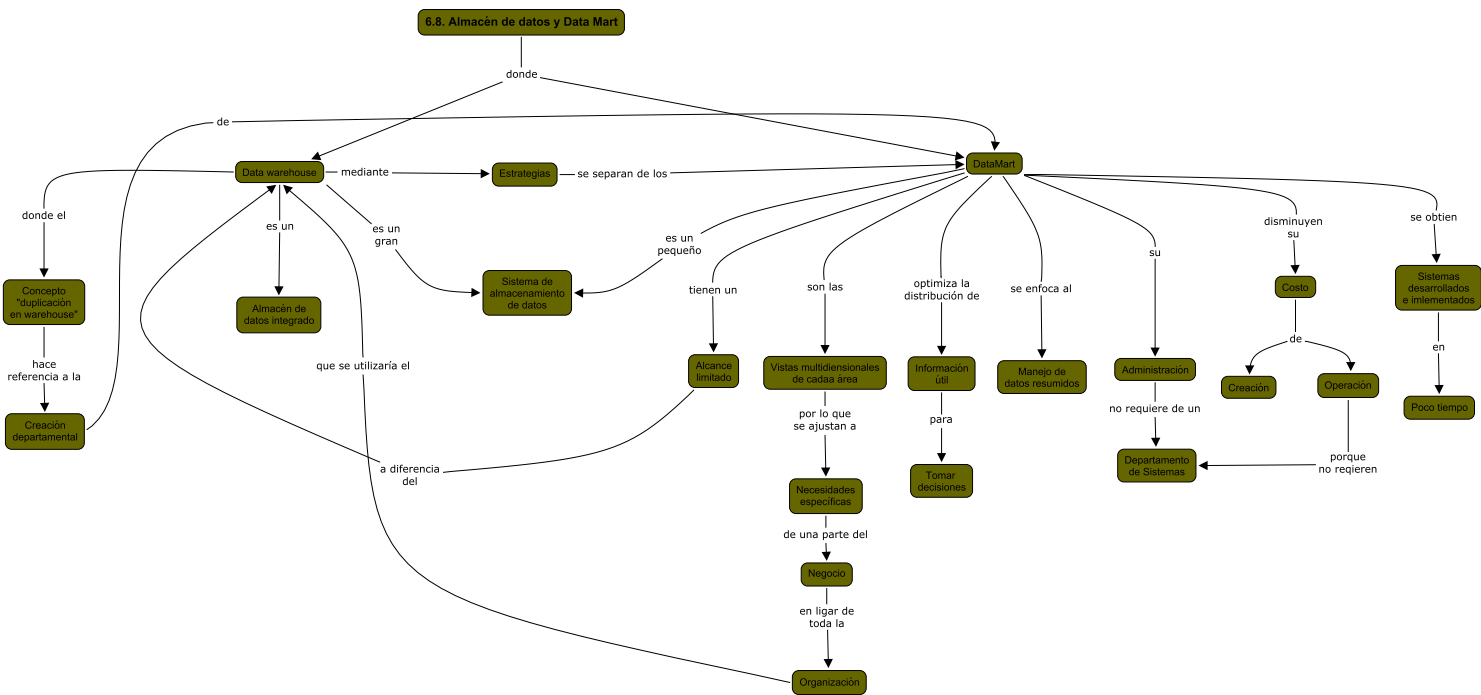 6.8. Almacén de datos y Data Mart
donde
de
Data warehouse
mediante
Estrategias
se separan de los
DataMart
donde el
es un
es un
gran
es un
pequeño
su
disminuyen
su
se obtien
Concepto
"duplicación
en warehouse"
Almacén de
datos integrado
Sistema de
almacenamiento
de datos
tienen un
son las
optimiza la
distribución de
se enfoca al
Costo
Sistemas
desarrollados
e imlementados
hace
referencia a la
que se utilizaría el
Alcance
limitado
Vistas multidiensionales
de cadaa área
Información
útil
Manejo de
datos resumidos
Administración
de
Creación
Operación
en
Poco tiempo
Creación
departamental
a diferencia
del
por lo que
se ajustan a
para
no requiere de un
Tomar
decisiones
Departamento
de Sistemas
porque
no reqieren
Necesidades
específicas
de una parte del
Negocio
en ligar de
toda la
Organización